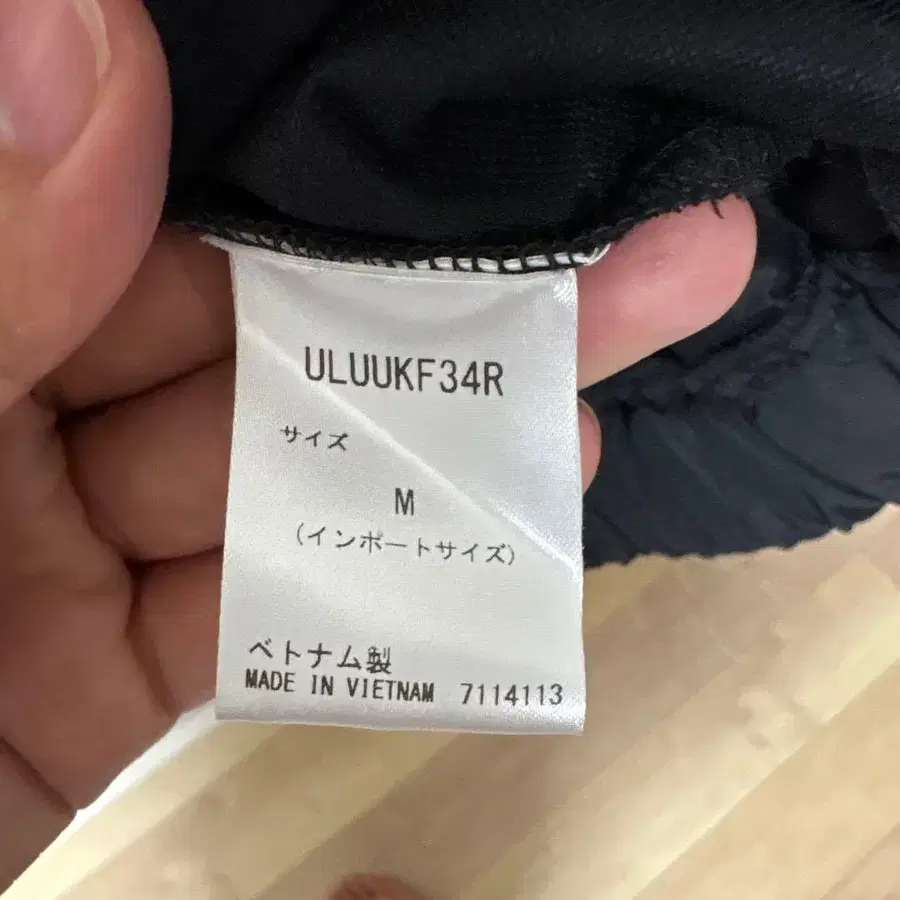 ULUUKF34R
サイズ
M
(インポートサイズ)
ベトナム製
MADE IN VIETNAM 7114113